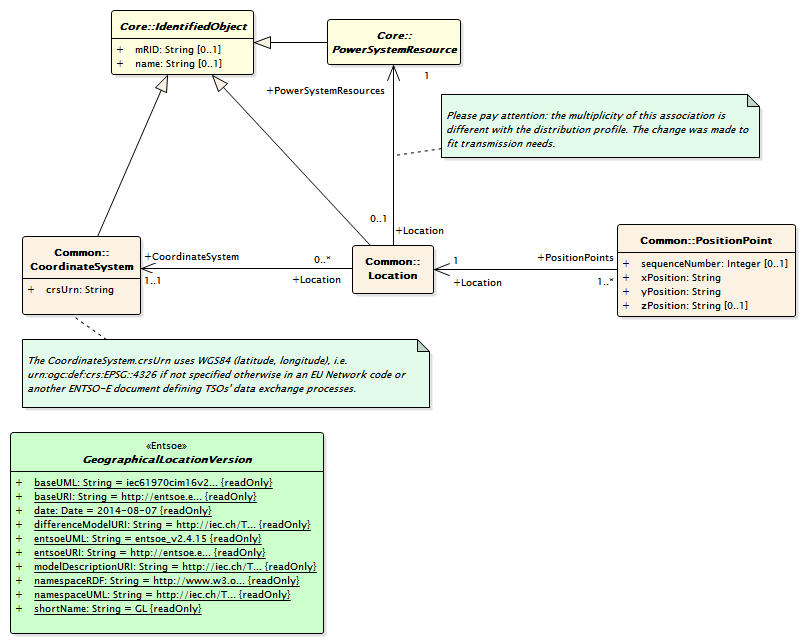 Core::IdentifiedObject
+ mRID: String [0..1]
+ name: String [0..1]
Core::
PowerSystemResource
+PowerSystemResources
1
Please pay attention: the multiplicity of this association is
different with the distribution profile. The change was made to
fit transmission needs.
0..1
+Location
Common::
CoordinateSystem
+ crsUrn: String
+CoordinateSystem
1..1
0..*
+Location
Common::
Location
1
+Location
+PositionPoints
1..*
Common::PositionPoint
+ sequenceNumber: Integer [0..1]
+ xPosition: String
+ yPosition: String
+ zPosition: String [0..1]
The CoordinateSystem.crsUrn uses WGS84 (latitude, longitude), i.e.
urn:ogc:def:crs:EPSG::4326 if not specified otherwise in an EU Network code or
another ENTSO-E document defining TSOs' data exchange processes.
«Entsoe»
GeographicalLocationVersion
+ baseUML: String = iec61970cim16v2... {readOnly}
+ baseURI: String = http://entsoe.e... {readOnly}
+ date: Date = 2014-08-07 {readOnly}
+ differenceModelURI: String = http://iec.ch/T... {readOnly}
+ entsoeUML: String = entsoe_v2.4.15 {readOnly}
+ entsoeURI: String = http://entsoe.e... {readOnly}
+ modelDescriptionURI: String = http://iec.ch/T... {readOnly}
+ namespaceRDF: String = http://www.w3.o... {readOnly}
+ namespaceUML: String = http://iec.ch/T... {readOnly}
+ shortName: String = GL {readOnly}